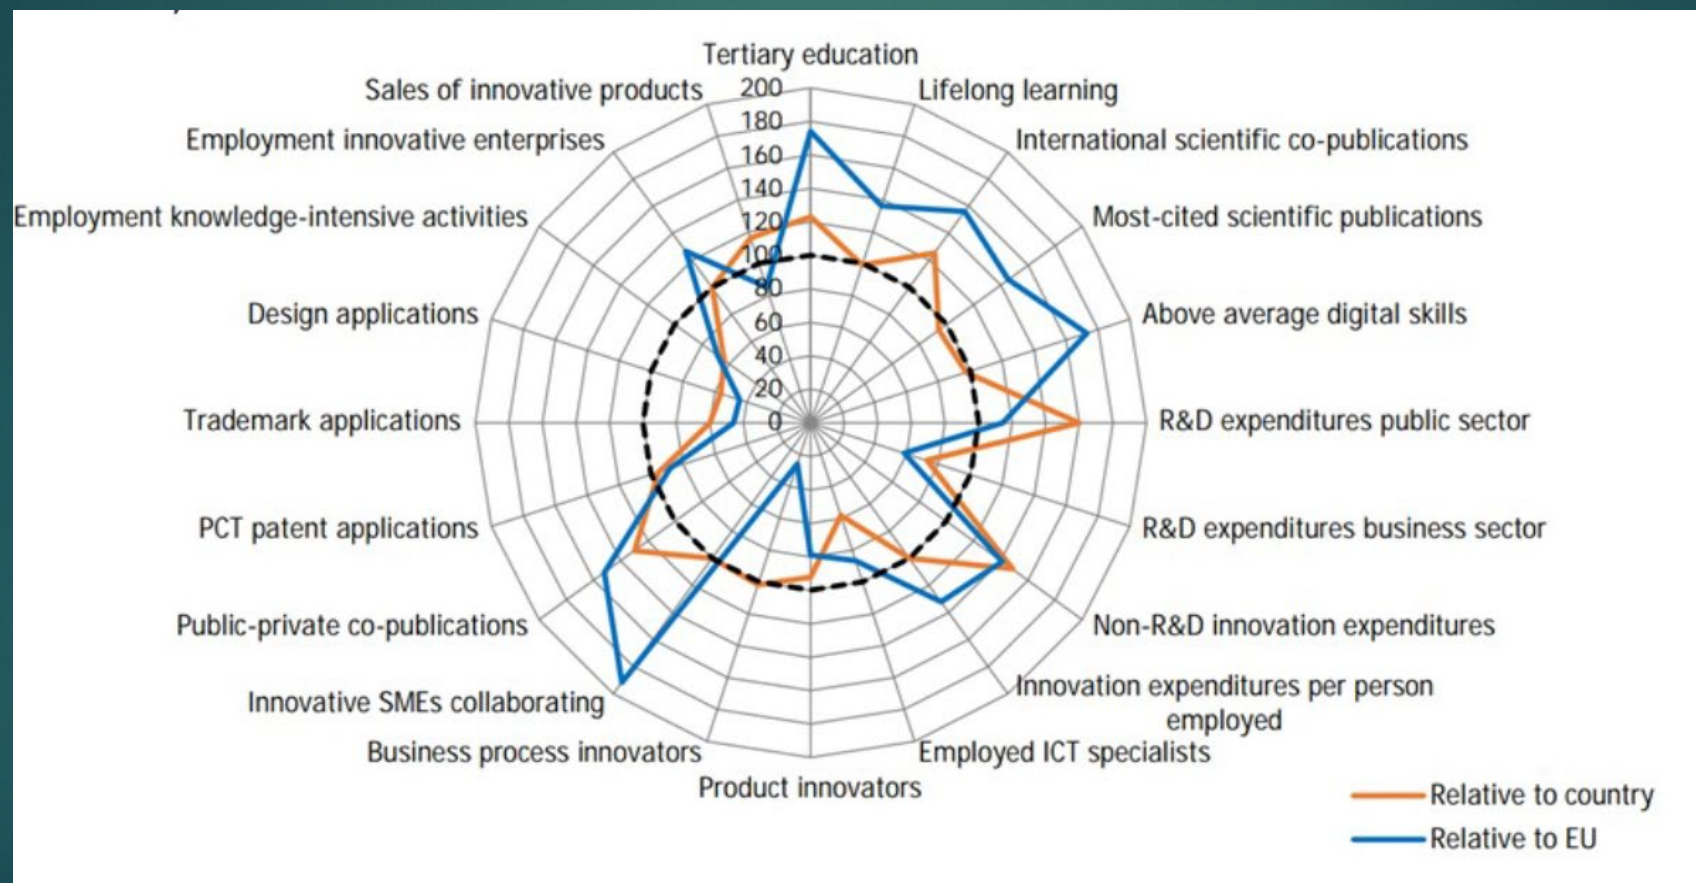 Tertiary education
Lifelong learning
International scientific co-publications
Most-cited scientific publications
Above average digital skills
R&D expenditures public sector
R&D expenditures business sector
Non-R&D innovation expenditures
Innovation expenditures per person
employed
Employed ICT specialists
Product innovators
Business process innovators
Innovative SMEs collaborating
Public-private co-publications
PCT patent applications
Trademark applications
Design applications
Employment knowledge-intensive activities
Employment innovative enterprises
Sales of innovative products
200
180
160
140
120
100
80
60
40
20
0
Relative to country
Relative to EU